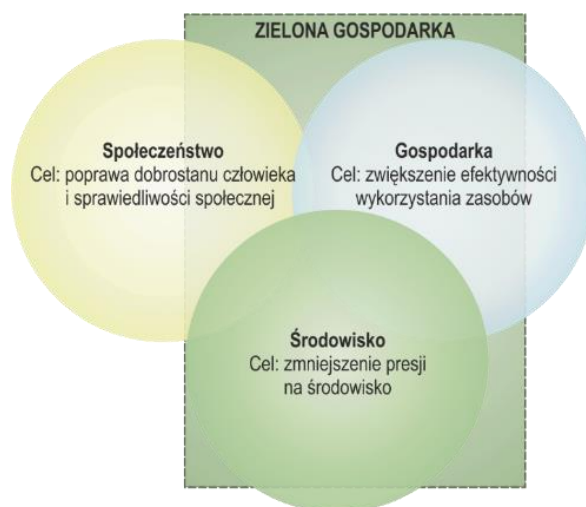 ZIELONA GOSPODARKA
Społeczeństwo
Cel: poprawa dobrostanu człowieka
i sprawiedliwości społecznej
Gospodarka
Cel: zwiększenie efektywności
wykorzystania zasobów
Środowisko
Cel: zmniejszenie presji
na środowisko